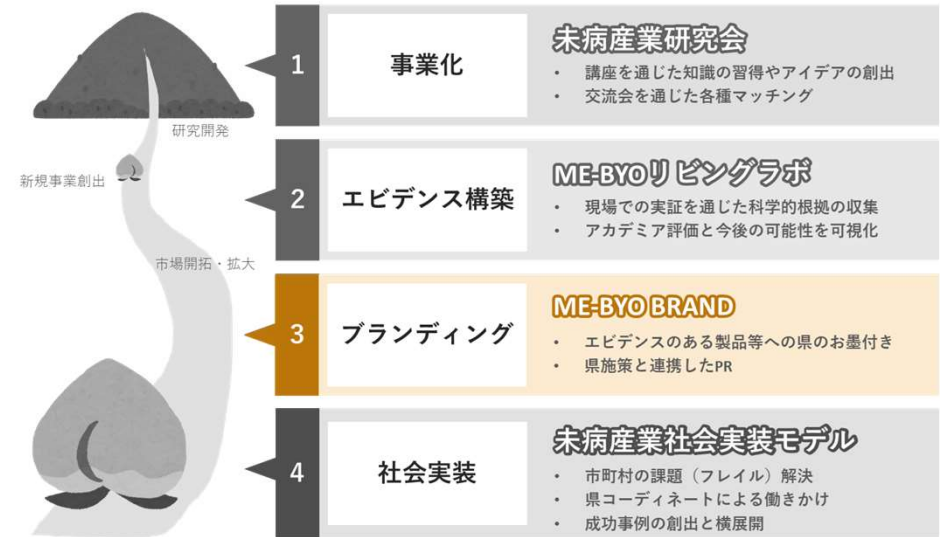 研究開発
新規事業創出
市場開拓・拡大
1
事業化
未病産業研究会
・ 講座を通じた知識の習得やアイデアの創出
・ 交流会を通じた各種マッチング
2
エビデンス構築
ME-BYOリビングラボ
・ 現場での実証を通じた科学的根拠の収集
・ アカデミア評価と今後の可能性を可視化
3
ブランディング
ME-BYO BRAND
・ エビデンスのある製品等への県のお墨付き
・ 県施策と連携したPR
4
社会実装
未病産業社会実装モデル
・ 市町村の課題（フレイル）解決
・ 県コーディネートによる働きかけ
・ 成功事例の創出と横展開